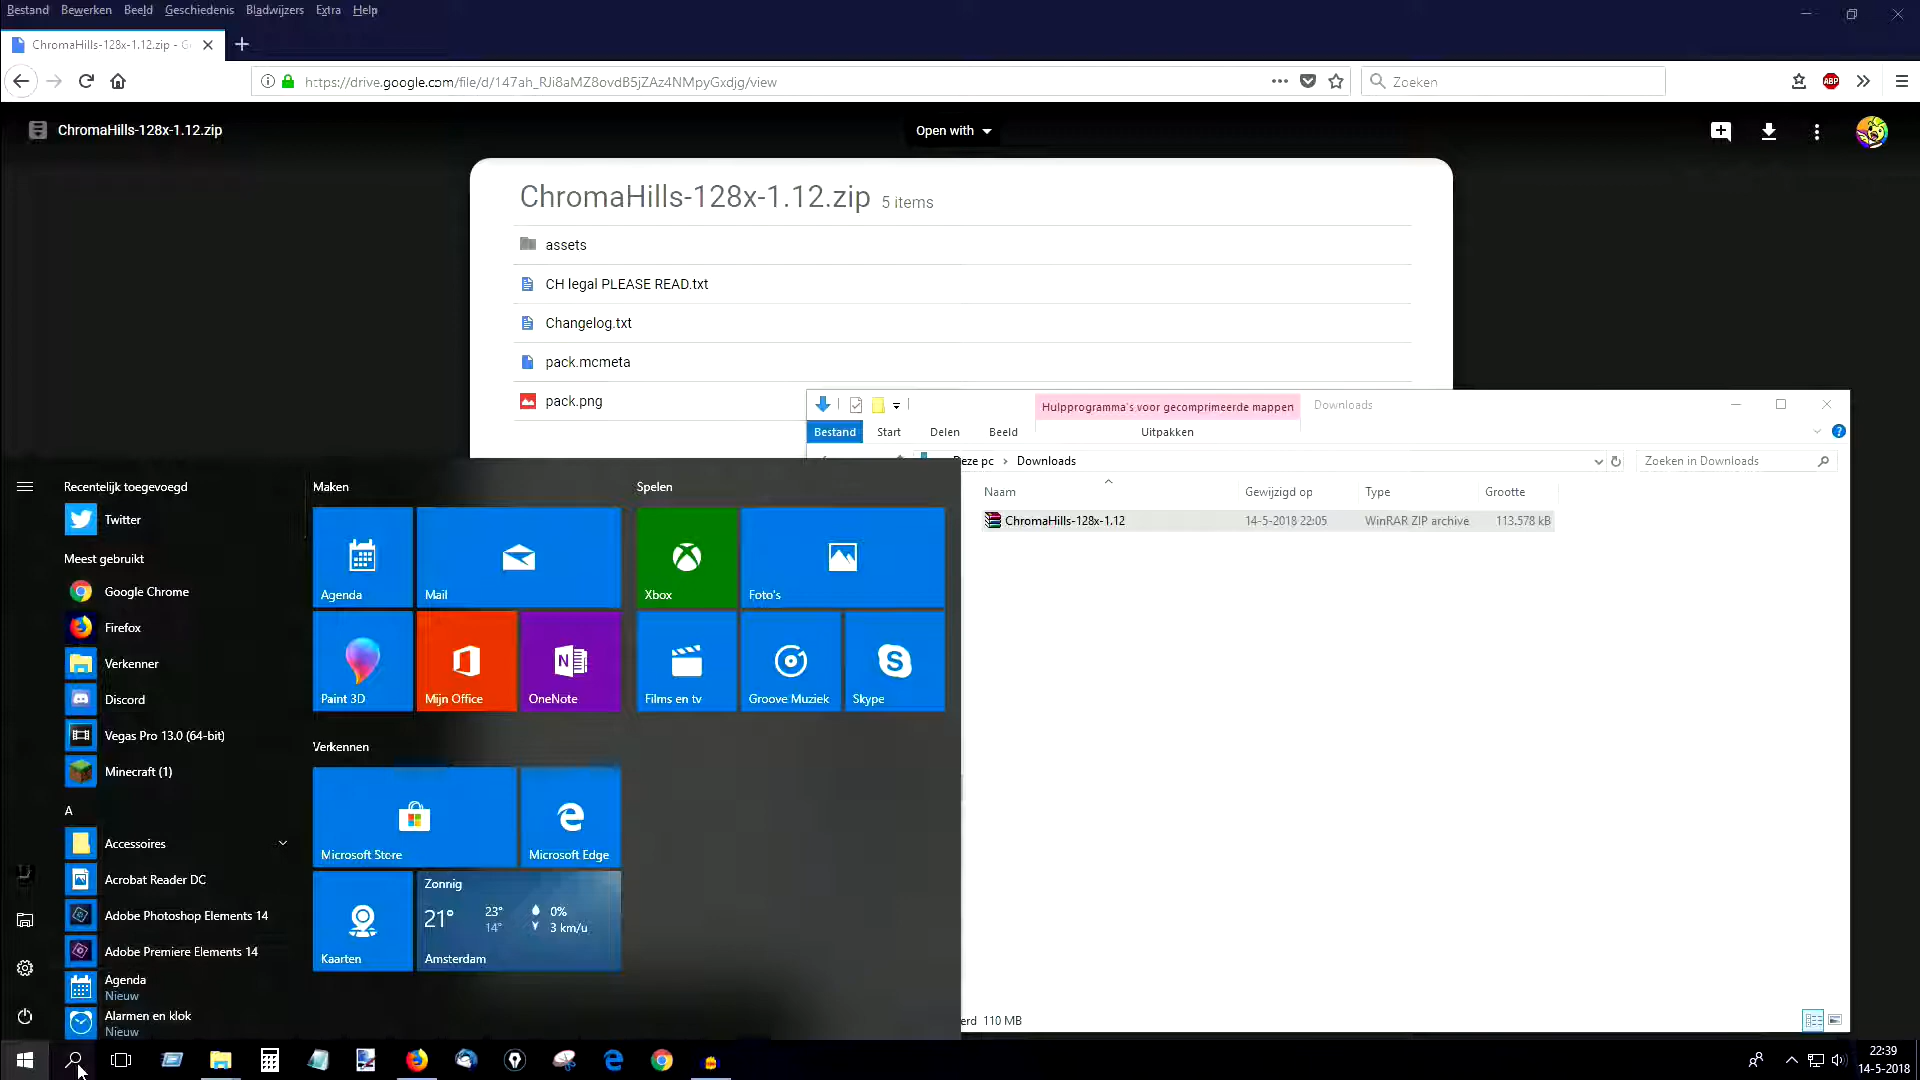 Bestand Bewerken Beeld Geschiedenis Bladwijzers Extra Help
ChromaHills-128x-1.12.zip - G
https://drive.google.com/file/d/147ah_RJi8aMZ8ovdB5jZAz4NMpyGxdjg/view
Zoeken
ABP
ChromaHills-128x-1.12.zip
Open with
ChromaHills-128x-1.12.zip 5 items
assets
CH legal PLEASE READ.txt
Changelog.txt
pack.mcmeta
pack.png
Hulpprogramma's voor gecomprimeerde mappen
Downloads
Bestand Start Delen Beeld Uitpakken
Deze pc > Downloads
Zoeken in Downloads
Naam Gewijzigd op Type Grootte
ChromaHills-128x-1.12 14-5-2018 22:05 WinRAR ZIP archive 113.578 kB
erd 110 MB
Recentelijk toegevoegd
Twitter
Meest gebruikt
Google Chrome
Firefox
Verkenner
Discord
Vegas Pro 13.0 (64-bit)
Minecraft (1)
A
Accessoires
Acrobat Reader DC
Adobe Photoshop Elements 14
Adobe Premiere Elements 14
Agenda
Nieuw
Alarmen en klok
Nieuw
Maken
Agenda
Mail
Paint 3D
Mijn Office
OneNote
Spelen
Xbox
Foto's
Films en tv
Groove Muziek
Skype
Verkennen
Microsoft Store
Microsoft Edge
Kaarten
Zonnig
21° 23° 0%
14° 3 km/u
Amsterdam
22:39
14-5-2018